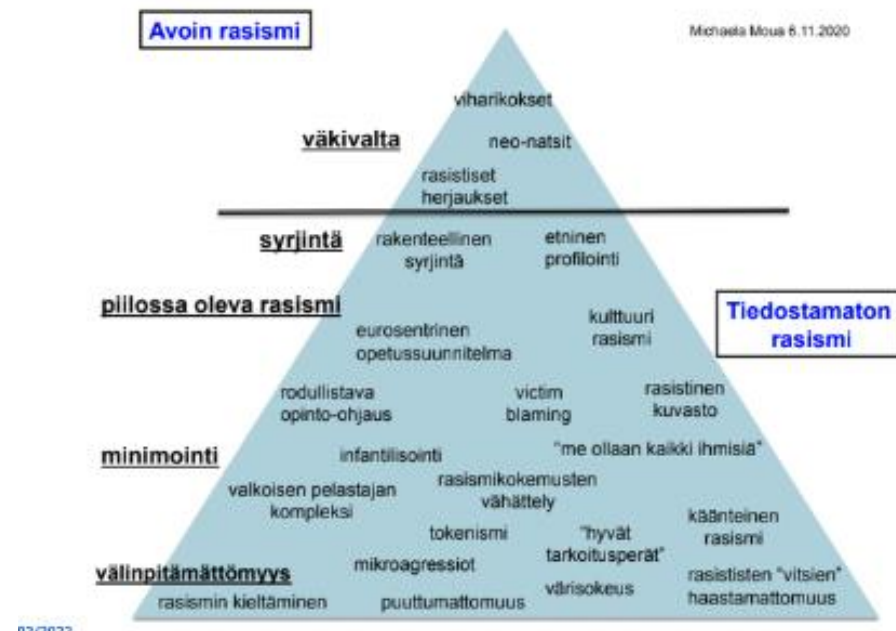 Avoin rasismi
Michaela Moua 6.11.2020
viharikokset
väkivalta
neo-natsit
rasistiset
herjaukset
syrjintä
rakenteellinen
syrjintä
etninen
profilointi
piilossa oleva rasismi
Tiedostamaton
rasismi
eurosentrinen
opetussuunnitelma
kulttuuri
rasismi
rodullistava
opinto-ohjaus
victim
blaming
rasistinen
kuvasto
minimointi
infantilisointi
"me ollaan kaikki ihmisiä"
valkoisen pelastajan
kompleksi
rasismikokemusten
vähättely
tokenismi
"hyvät
tarkoitusperät"
käänteinen
rasismi
välinpitämättömyys
mikroagressiot
värisokeus
rasististen "vitsien"
haastamattomuus
rasismin kieltäminen
puuttumattomuus